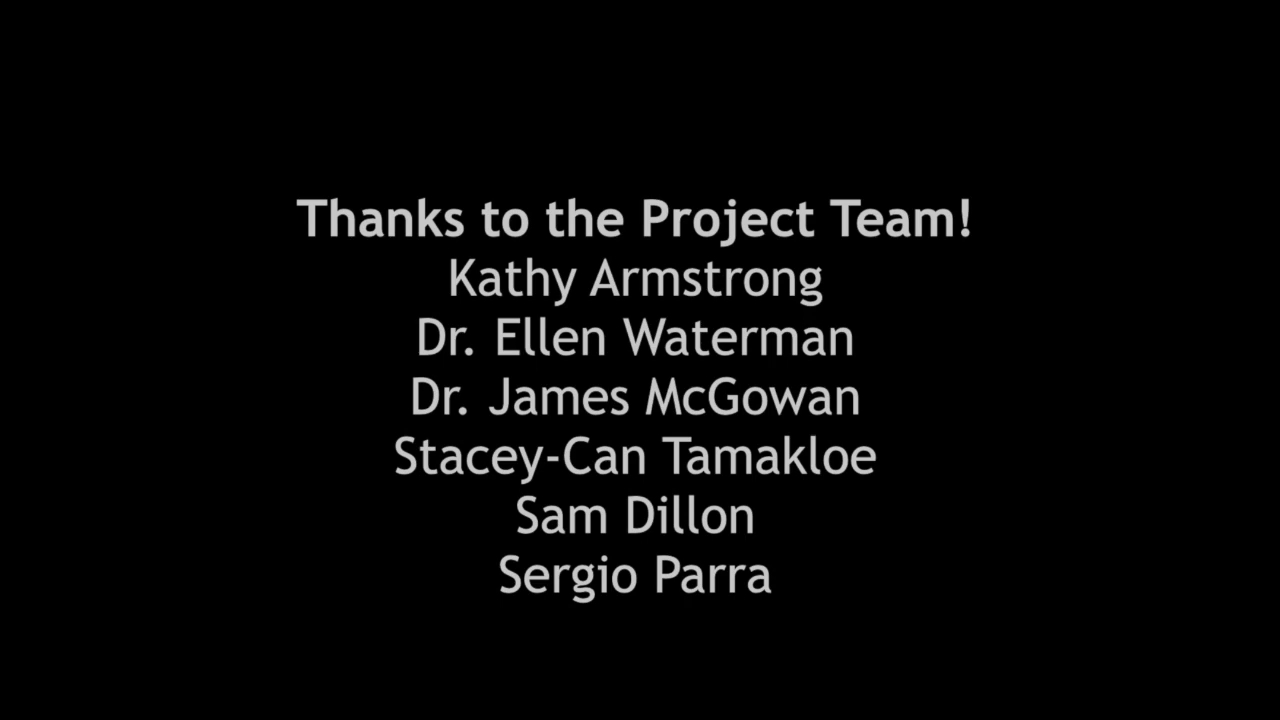 Thanks to the Project Team!
Kathy Armstrong
Dr. Ellen Waterman
Dr. James McGowan
Stacey-Can Tamakloe
Sam Dillon
Sergio Parra